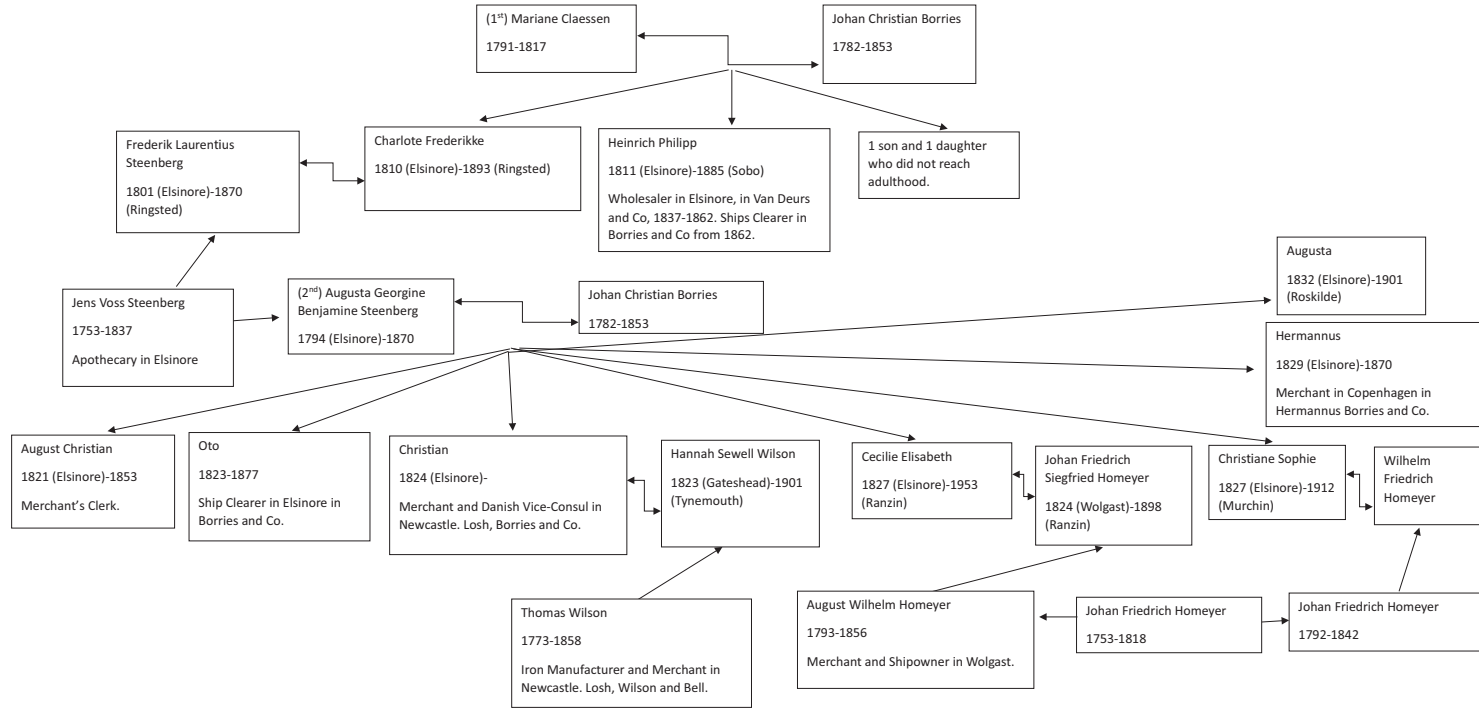 (1st) Mariane Claessen
1791-1817
Johan Christian Borries
1782-1853
Frederik Laurentius
Steenberg
1801 (Elsinore)-1870
(Ringsted)
Charlote Frederikke
1810 (Elsinore)-1893 (Ringsted)
Heinrich Philipp
1811 (Elsinore)-1885 (Sobo)
Wholesaler in Elsinore, in Van Deurs
and Co, 1837-1862. Ships Clearer in
Borries and Co from 1862.
1 son and 1 daughter
who did not reach
adulthood.
Jens Voss Steenberg
1753-1837
Apothecary in Elsinore
(2nd) Augusta Georgine
Benjamine Steenberg
1794 (Elsinore)-1870
Johan Christian Borries
1782-1853
Augusta
1832 (Elsinore)-1901
(Roskilde)
Hermannus
1829 (Elsinore)-1870
Merchant in Copenhagen in
Hermannus Borries and Co.
August Christian
1821 (Elsinore)-1853
Merchant's Clerk.
Oto
1823-1877
Ship Clearer in Elsinore in
Borries and Co.
Christian
1824 (Elsinore)-
Merchant and Danish Vice-Consul in
Newcastle. Losh, Borries and Co.
Hannah Sewell Wilson
1823 (Gateshead)-1901
(Tynemouth)
Cecilie Elisabeth
1827 (Elsinore)-1953
(Ranzin)
Johan Friedrich
Siegfried Homeyer
1824 (Wolgast)-1898
(Ranzin)
Christiane Sophie
1827 (Elsinore)-1912
(Murchin)
Wilhelm
Friedrich
Homeyer
Thomas Wilson
1773-1858
Iron Manufacturer and Merchant in
Newcastle. Losh, Wilson and Bell.
August Wilhelm Homeyer
1793-1856
Merchant and Shipowner in Wolgast.
Johan Friedrich Homeyer
1753-1818
Johan Friedrich Homeyer
1792-1842